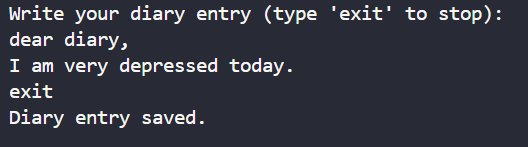 Write your diary entry (type 'exit' to stop):
dear diary,
I am very depressed today.
exit
Diary entry saved.